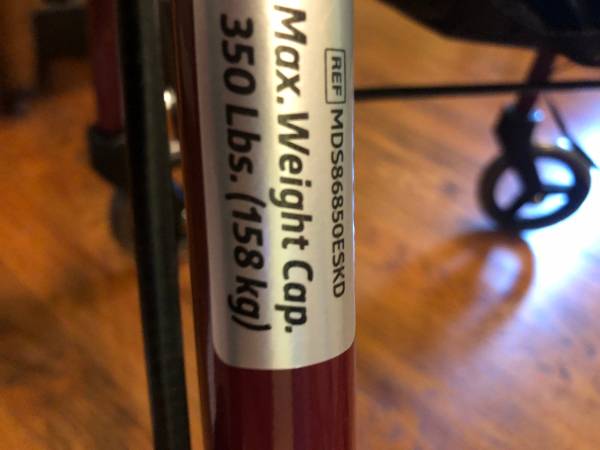 REF MDS86850ESKD
Max. Weight Cap.
350 Lbs. (158 kg)